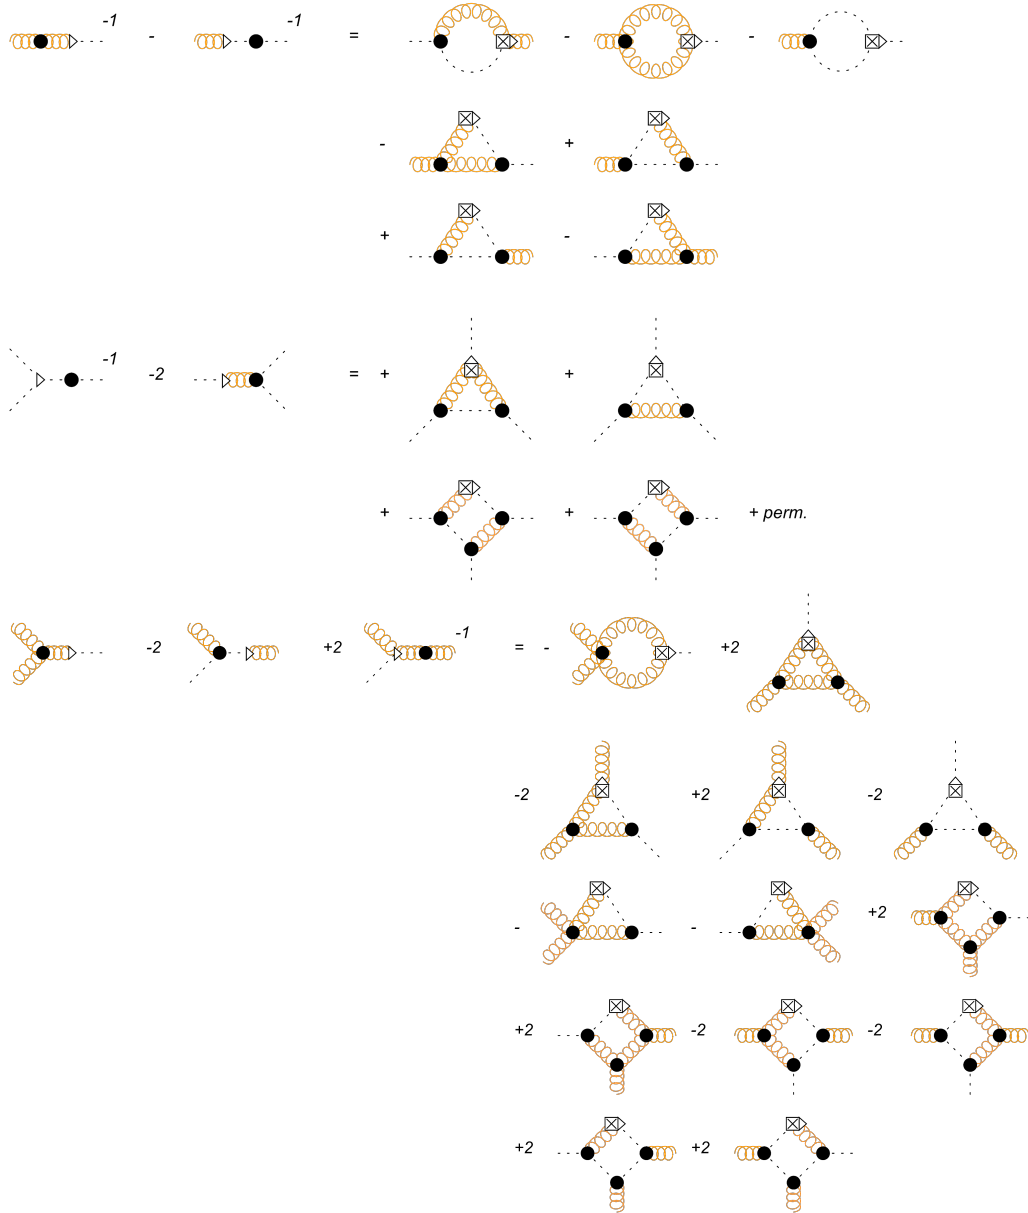 -1 - -1 = - -
- +
+ -
-1 -2 = + +
+ + + perm.
-2 +2 -1 = - +2
-2 +2 -2
- - +2
+2 -2 -2
+2 +2